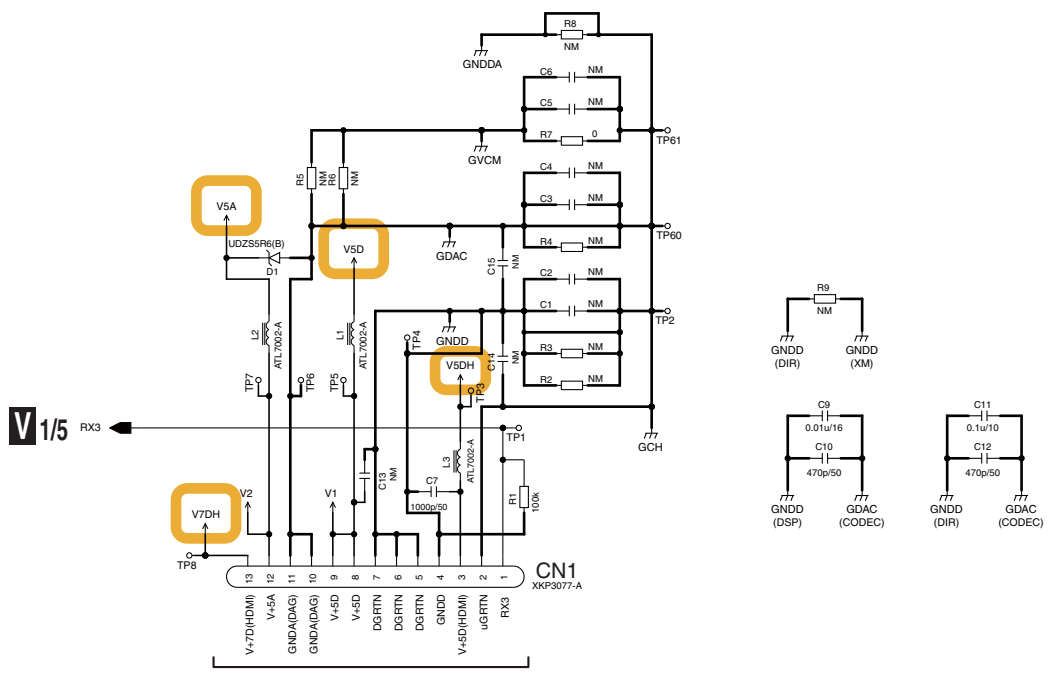 R8
NM
GNDDA
C6 NM
C5 NM
R7 0
TP61
GVCM
R5 NM
R6 NM
C4 NM
C3 NM
V5A
UDZS5R6(B)
D1
V5D
GDAC
R4 NM
TP60
C15 NM
C2 NM
C1 NM
TP2
R9
NM
GNDD
(DIR)
GNDD
(XM)
L2 ATL7002-A
L1 ATL7002-A
TP4
GNDD
C14 NM
R3 NM
V5DH
R2 NM
TP7
TP6
TP5
TP3
V 1/5 RX3
TP1
GCH
C9
0.01u/16
C10
470p/50
GNDD
(DSP)
GDAC
(CODEC)
C11
0.1u/10
C12
470p/50
GNDD
(DIR)
GDAC
(CODEC)
C13 NM
L3 ATL7002-A
C7
1000p/50
R1 100k
V2
V1
V7DH
TP8
CN1
XKP3077-A
13 12 11 10 9 8 7 6 5 4 3 2 1
V+7D(HDMI)
V+5A
GNDA(DAG)
GNDA(DAG)
V+5D
V+5D
DGRTN
DGRTN
DGRTN
GNDD
V+5D(HDMI)
uGRTN
RX3